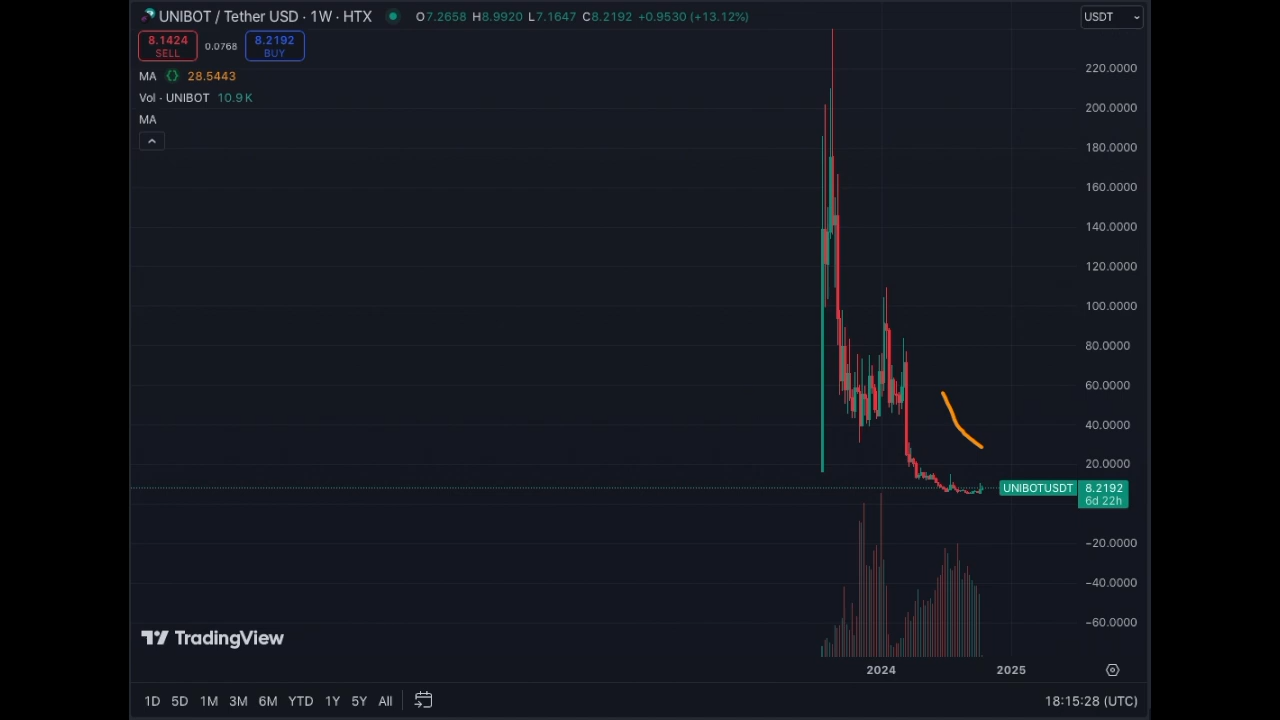 UNIBOT / Tether USD · 1W · HTX O7.2658 H8.9920 L7.1647 C8.2192 +0.9530 (+13.12%) USDT
8.1424 SELL 0.0768 8.2192 BUY
MA 28.5443
Vol · UNIBOT 10.9 K
MA
220.0000
200.0000
180.0000
160.0000
140.0000
120.0000
100.0000
80.0000
60.0000
40.0000
20.0000
UNIBOTUSDT 8.2192
6d 22h
−20.0000
−40.0000
−60.0000
TradingView
2024 2025
1D 5D 1M 3M 6M YTD 1Y 5Y All 18:15:28 (UTC)